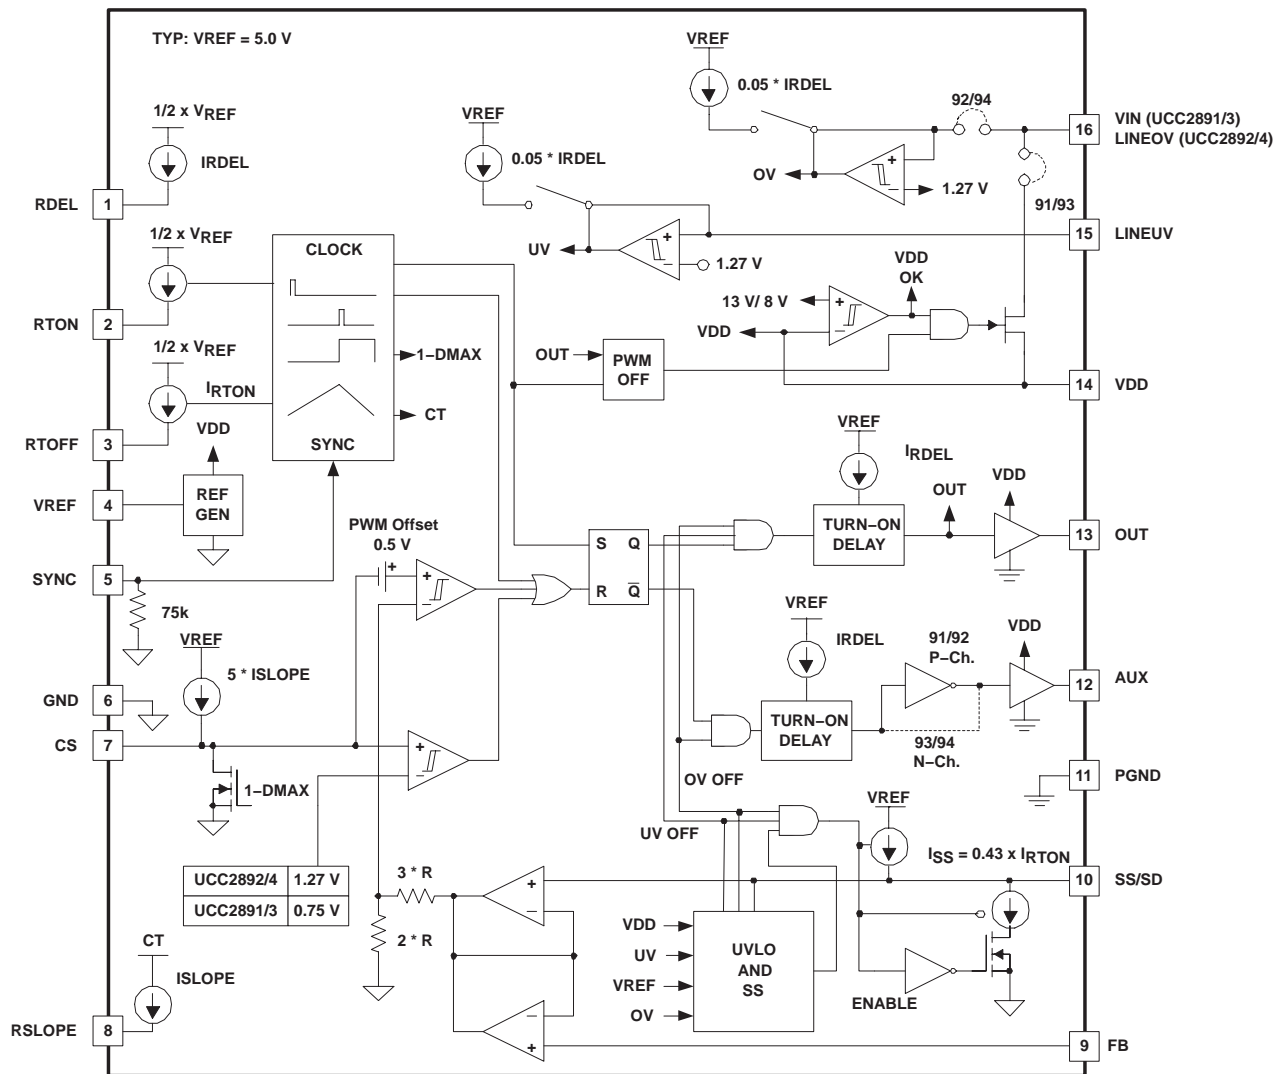 TYP: VREF = 5.0 V
VREF
0.05 * IRDEL
92/94
16
VIN (UCC2891/3)
LINEOV (UCC2892/4)
1/2 x VREF
IRDEL
VREF
0.05 * IRDEL
OV
+
−
1.27 V
91/93
RDEL
1
15
LINEUV
UV
+
−
1.27 V
1/2 x VREF
CLOCK
VDD
OK
13 V/ 8 V
+
−
VDD
RTON
2
1/2 x VREF
1−DMAX
OUT
PWM
OFF
14
VDD
IRTON
CT
RTOFF
3
SYNC
VDD
VREF
IRDEL
VREF
4
REF
GEN
OUT
VDD
PWM Offset
0.5 V
S
Q
TURN−ON
DELAY
13
OUT
SYNC
5
+
+
−
R
Q
75k
VREF
VREF
IRDEL
91/92
P−Ch.
VDD
5 * ISLOPE
12
AUX
GND
6
TURN−ON
DELAY
CS
7
+
−
93/94
N−Ch.
1−DMAX
OV OFF
11
PGND
UV OFF
VREF
ISS = 0.43 x IRTON
UCC2892/4
1.27 V
UCC2891/3
0.75 V
3 * R
+
−
10
SS/SD
2 * R
VDD
UV
VREF
OV
UVLO
AND
SS
ENABLE
CT
ISLOPE
RSLOPE
8
−
+
9
FB